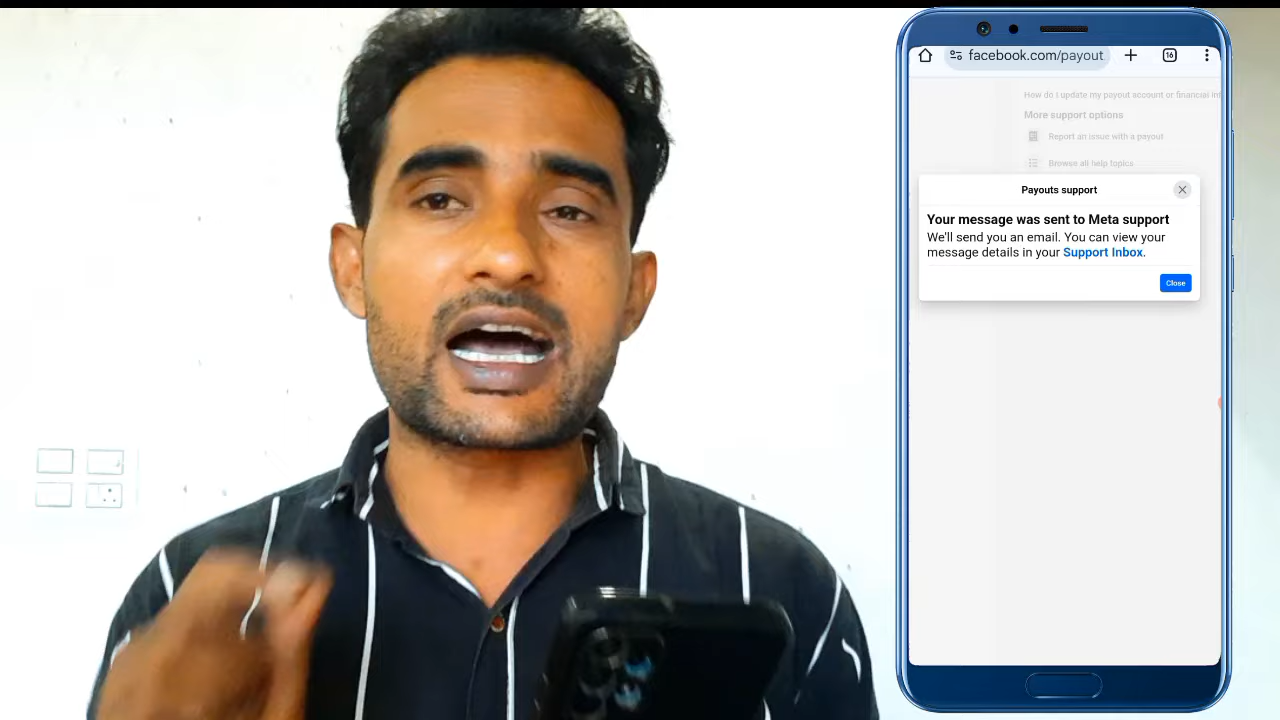 facebook.com/payout
16
How do I update my payout account or financial in
More support options
Report an issue with a payout
Browse all help topics
Payouts support
Your message was sent to Meta support
We'll send you an email. You can view your
message details in your Support Inbox.
Close